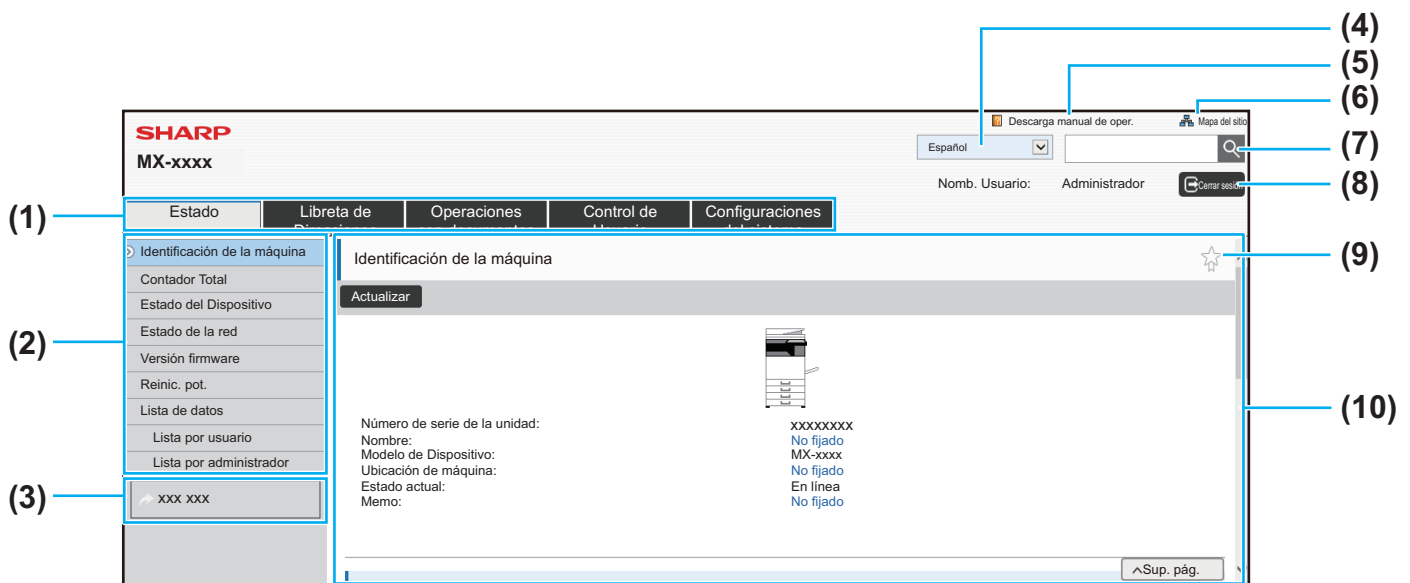 (4)
(5)
(6)
Descarga manual de oper. Mapa del sitio
SHARP
Español
(7)
MX-xxxx
Nomb. Usuario: Administrador Cerrar sesión
(8)
(1)
Estado Libreta de Operaciones Control de Configuraciones
Identificación de la máquina
Contador Total
Estado del Dispositivo
Estado de la red
Versión firmware
Reinic. pot.
Lista de datos
Lista por usuario
Lista por administrador
(2)
xxx xxx
(3)
Identificación de la máquina
(9)
Actualizar
Número de serie de la unidad: xxxxxxxx
Nombre: No fijado
Modelo de Dispositivo: MX-xxxx
Ubicación de máquina: No fijado
Estado actual: En línea
Memo: No fijado
(10)
Sup. pág.